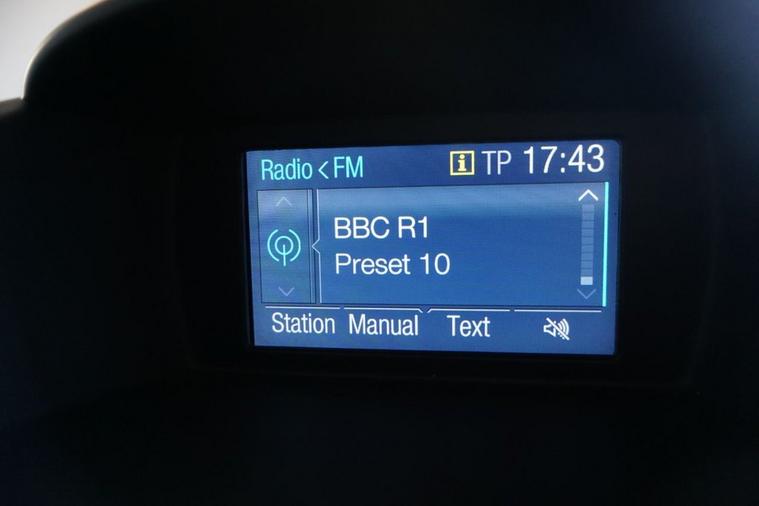 Radio < FM i TP 17:43
BBC R1
Preset 10
Station Manual Text